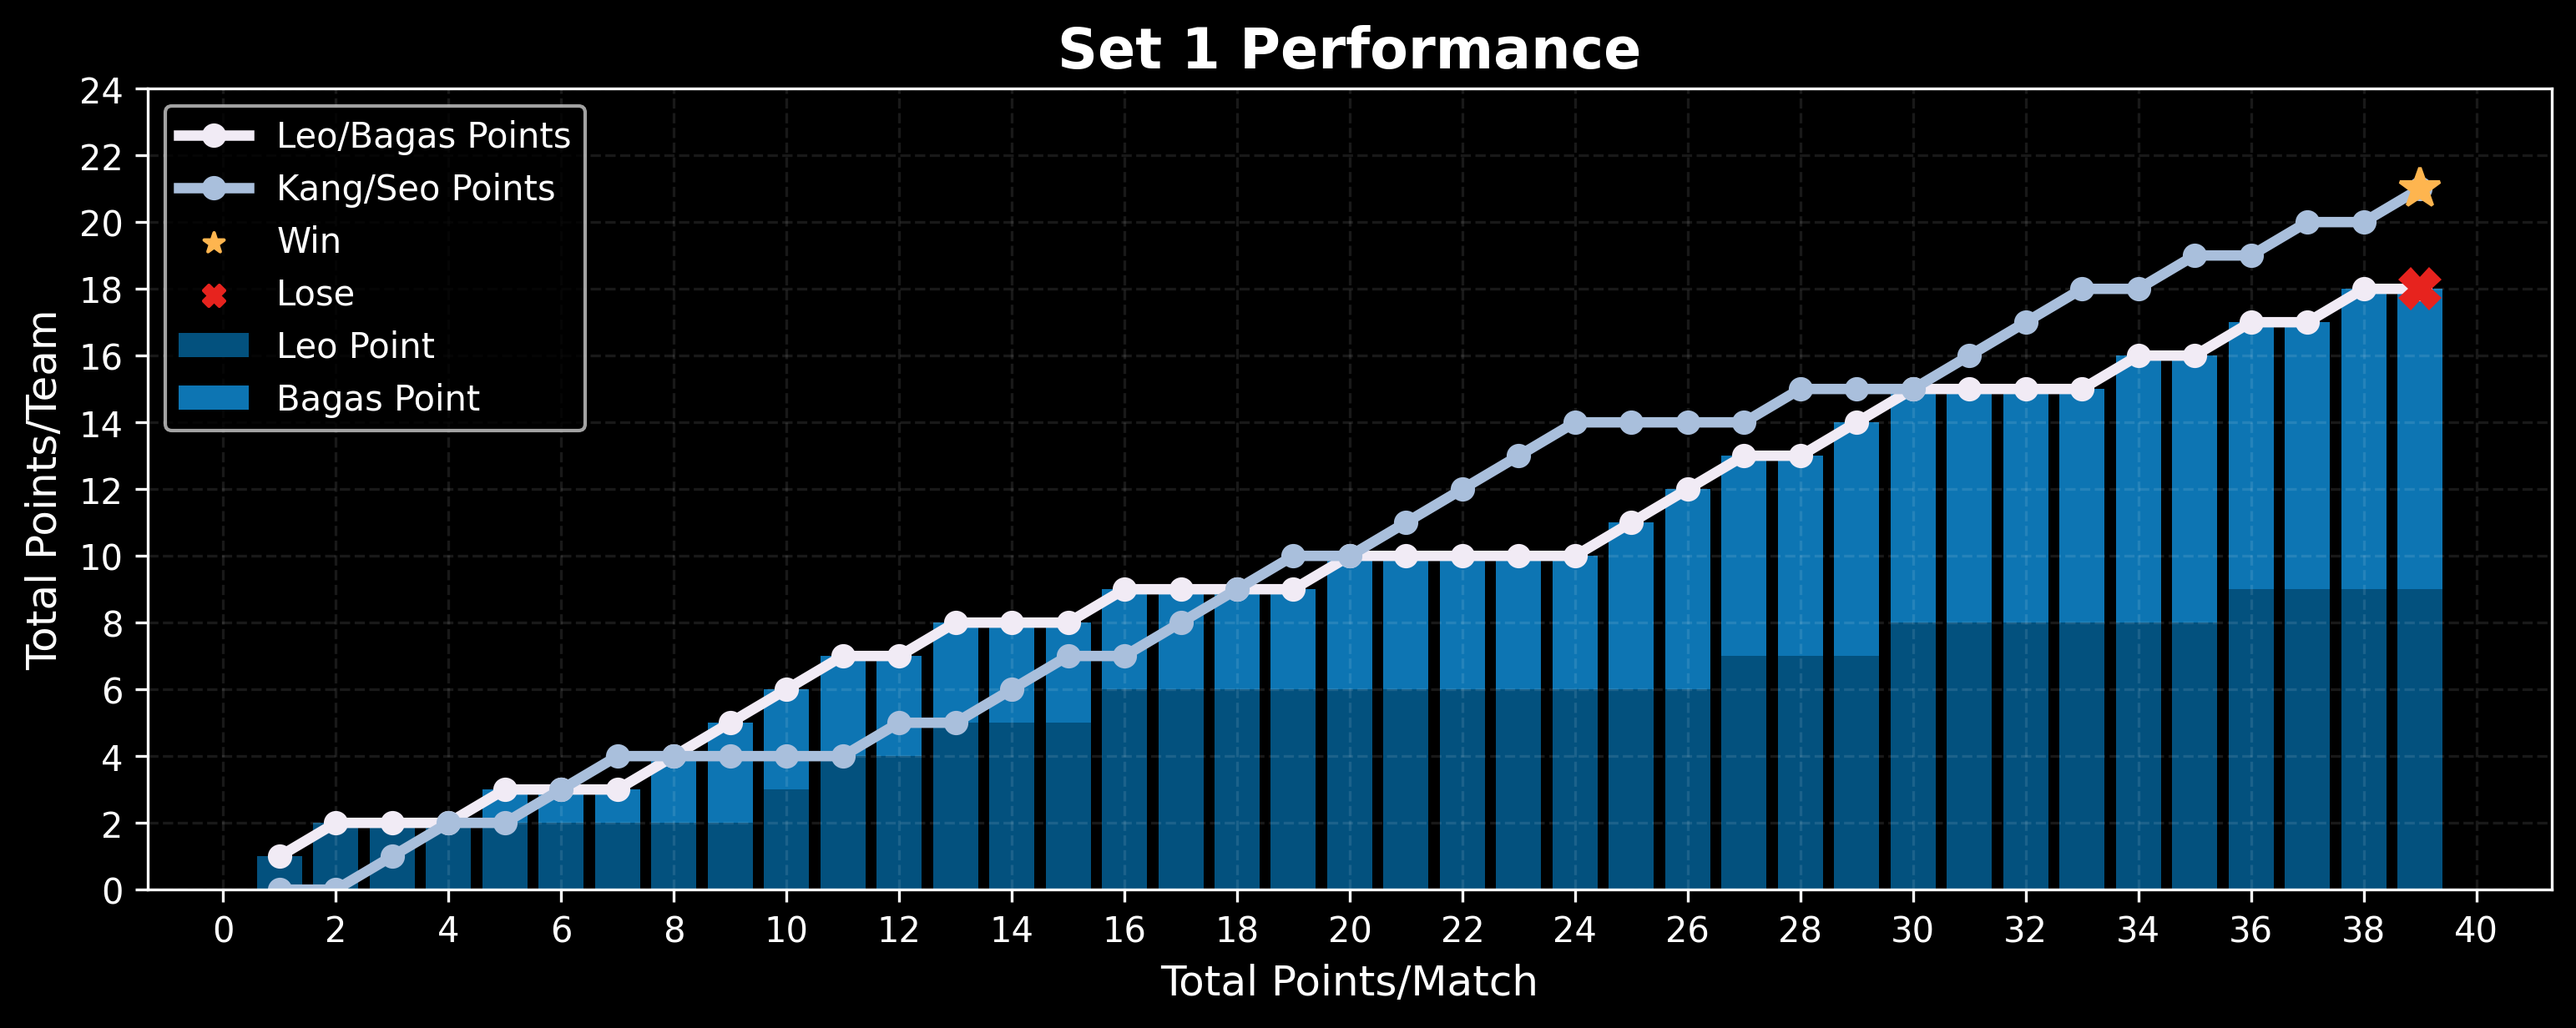 Set 1 Performance
Leo/Bagas Points
Kang/Seo Points
Win
Lose
Leo Point
Bagas Point
Total Points/Team
24
22
20
18
16
14
12
10
8
6
4
2
0
0 2 4 6 8 10 12 14 16 18 20 22 24 26 28 30 32 34 36 38 40
Total Points/Match